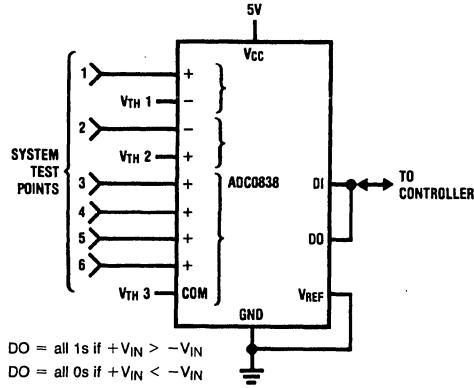 5V
VCC
1 +
VTH 1 −
2 −
VTH 2 +
SYSTEM
TEST
POINTS
3 +
4 +
5 +
6 +
VTH 3 COM
ADC0838
DI
DO
TO
CONTROLLER
VREF
GND
DO = all 1s if +VIN > −VIN
DO = all 0s if +VIN < −VIN